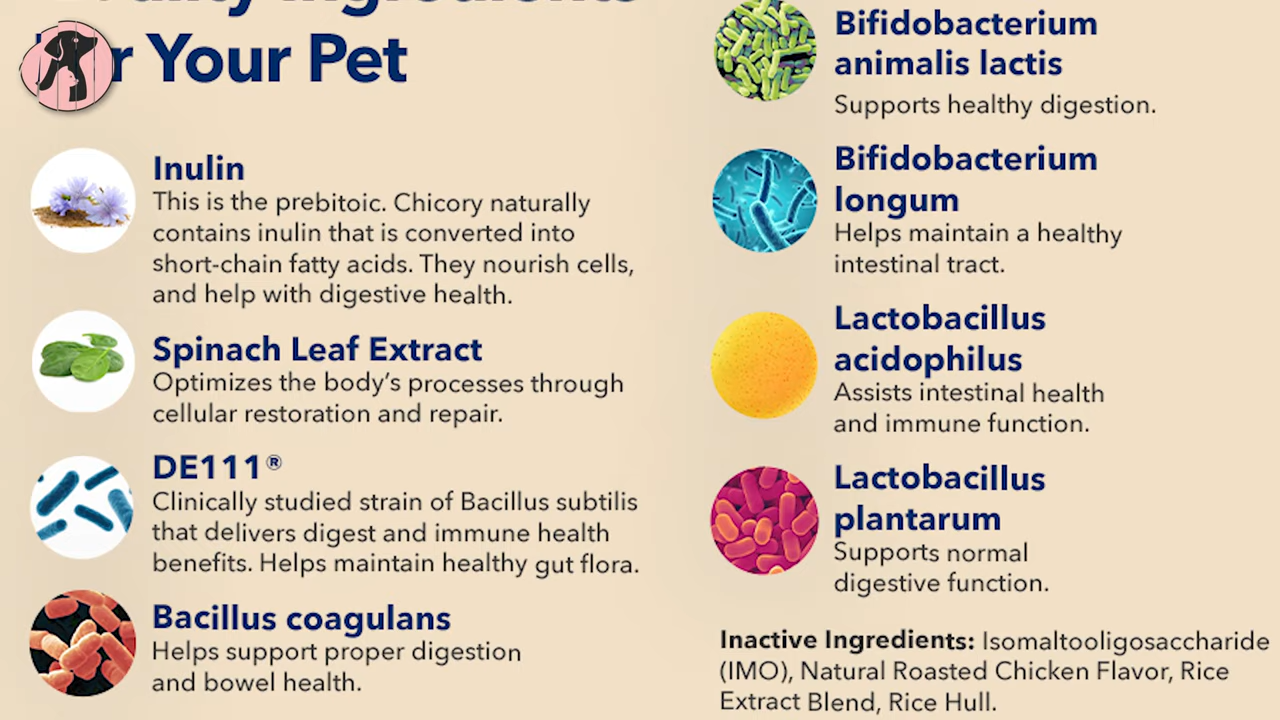 Your Pet
Inulin
This is the prebitoic. Chicory naturally
contains inulin that is converted into
short-chain fatty acids. They nourish cells,
and help with digestive health.
Spinach Leaf Extract
Optimizes the body's processes through
cellular restoration and repair.
DE111®
Clinically studied strain of Bacillus subtilis
that delivers digest and immune health
benefits. Helps maintain healthy gut flora.
Bacillus coagulans
Helps support proper digestion
and bowel health.
Bifidobacterium
animalis lactis
Supports healthy digestion.
Bifidobacterium
longum
Helps maintain a healthy
intestinal tract.
Lactobacillus
acidophilus
Assists intestinal health
and immune function.
Lactobacillus
plantarum
Supports normal
digestive function.
Inactive Ingredients: Isomaltooligosaccharide
(IMO), Natural Roasted Chicken Flavor, Rice
Extract Blend, Rice Hull.